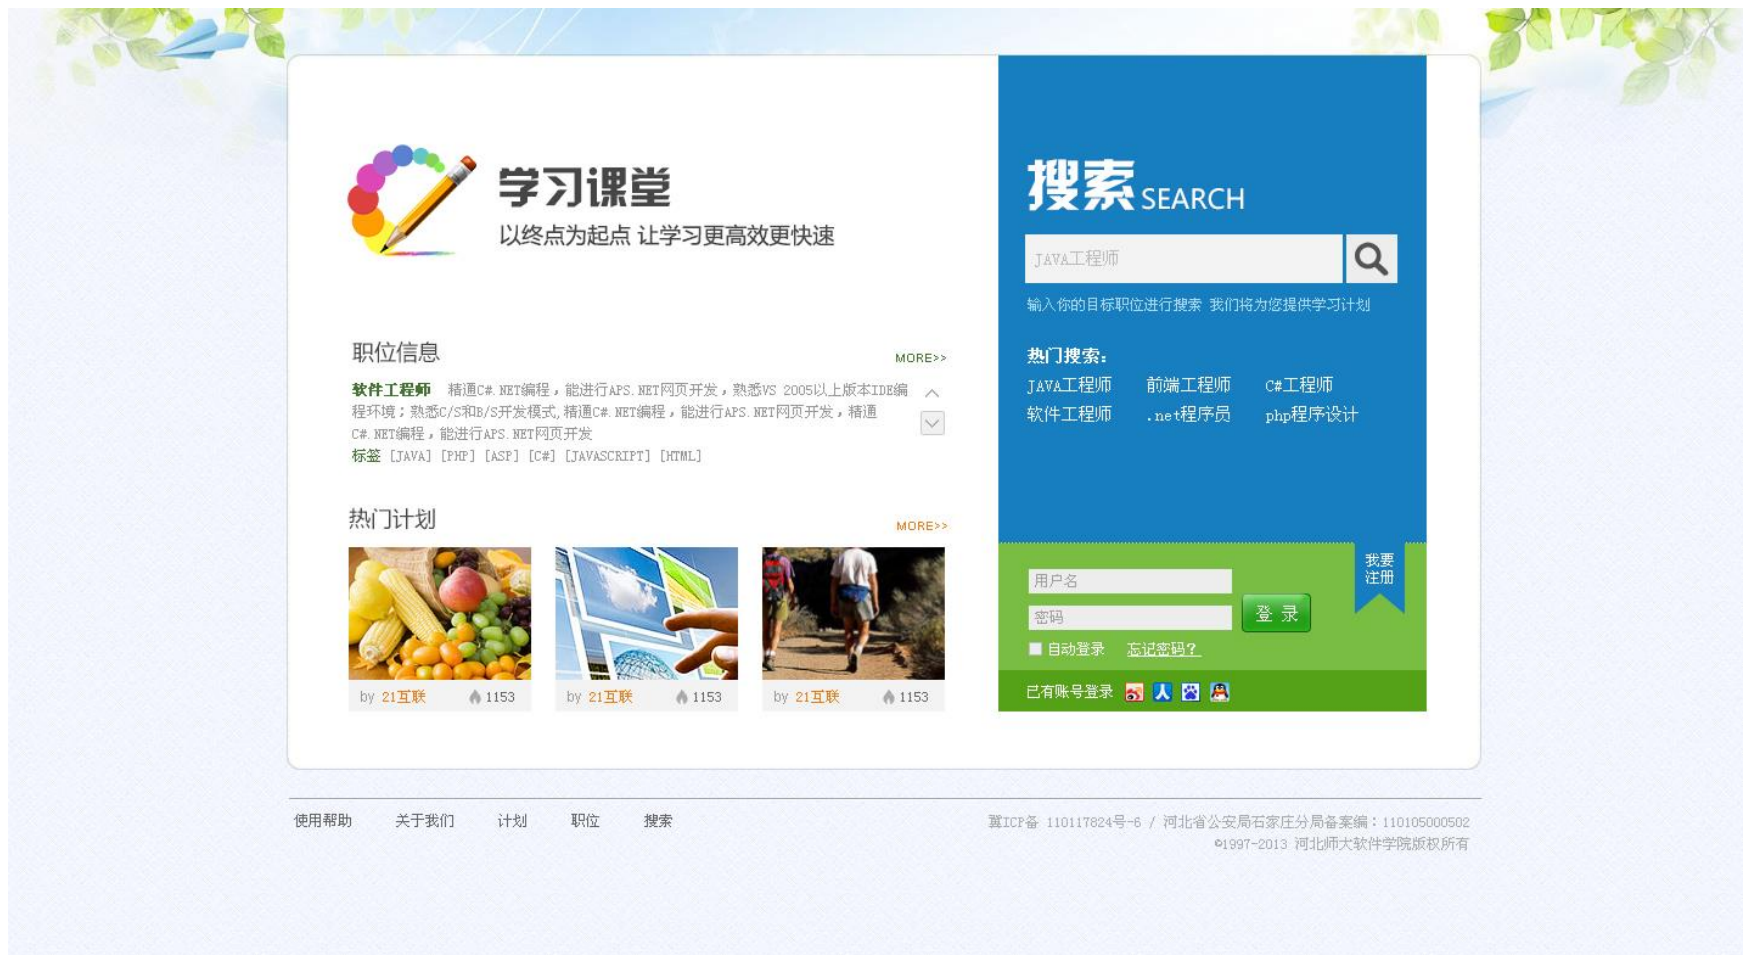 学习课堂
以终点为起点 让学习更高效更快速
职位信息
MORE>>
软件工程师 精通C#.NET编程，能进行APS.NET网页开发，熟悉VS 2005以上版本IDE编
程环境；熟悉C/S和B/S开发模式,精通C#.NET编程，能进行APS.NET网页开发，精通
C#.NET编程，能进行APS.NET网页开发
标签 [JAVA] [PHP] [ASP] [C#] [JAVASCRIPT] [HTML]
热门计划
MORE>>
by 21互联 1153
by 21互联 1153
by 21互联 1153
搜索 SEARCH
JAVA工程师
输入你的目标职位进行搜索 我们将为您提供学习计划
热门搜索：
JAVA工程师 前端工程师 C#工程师
软件工程师 .net程序员 php程序设计
我要
注册
用户名
密码
登 录
自动登录 忘记密码？
已有账号登录
使用帮助 关于我们 计划 职位 搜索
冀ICP备 110117824号-6 / 河北省公安局石家庄分局备案编：110105000502
©1997-2013 河北师大软件学院版权所有